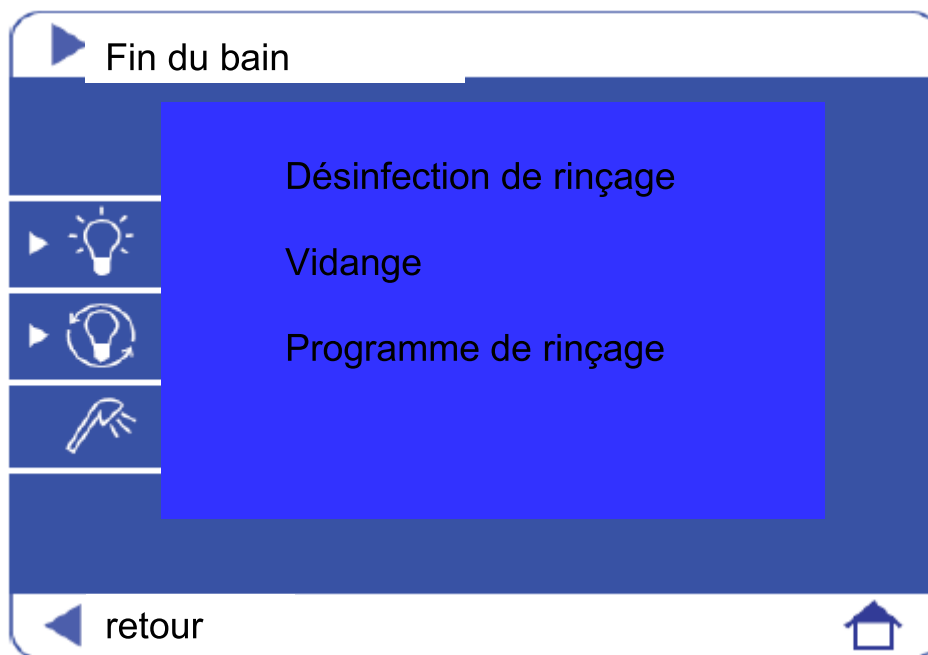 Fin du bain
Désinfection de rinçage
Vidange
Programme de rinçage
retour